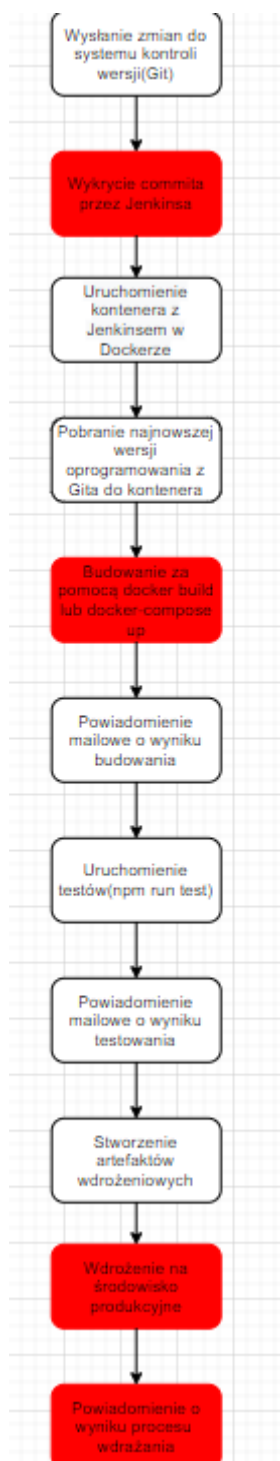 Wysłanie zmian do
systemu kontroli
wersji(Git)
Wykrycie commita
przez Jenkinsa
Uruchomienie
kontenera z
Jenkinsem w
Dockerze
Pobranie najnowszej
wersji
oprogramowania z
Gita do kontenera
Budowanie za
pomocą docker build
lub docker-compose
up
Powiadomienie
mailowe o wyniku
budowania
Uruchomienie
testów(npm run test)
Powiadomienie
mailowe o wyniku
testowania
Stworzenie
artefaktów
wdrożeniowych
Wdrożenie na
środowisko
produkcyjne
Powiadomienie o
wyniku procesu
wdrażania